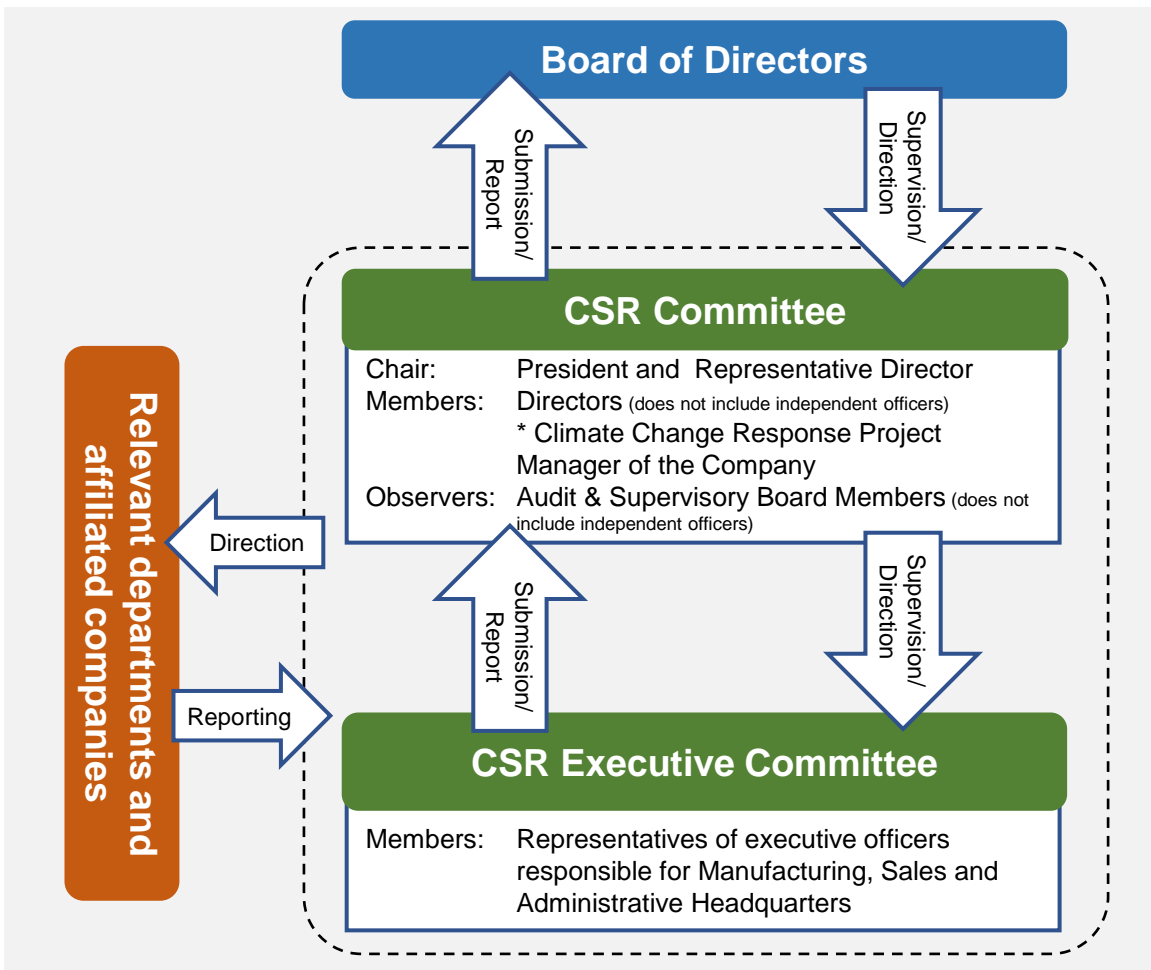 Board of Directors
Submission/
Report
Supervision/
Direction
CSR Committee
Chair: President and Representative Director
Members: Directors (does not include independent officers)
* Climate Change Response Project
Manager of the Company
Observers: Audit & Supervisory Board Members (does not
include independent officers)
Relevant departments and
affiliated companies
Direction
Reporting
Submission/
Report
Supervision/
Direction
CSR Executive Committee
Members: Representatives of executive officers
responsible for Manufacturing, Sales and
Administrative Headquarters